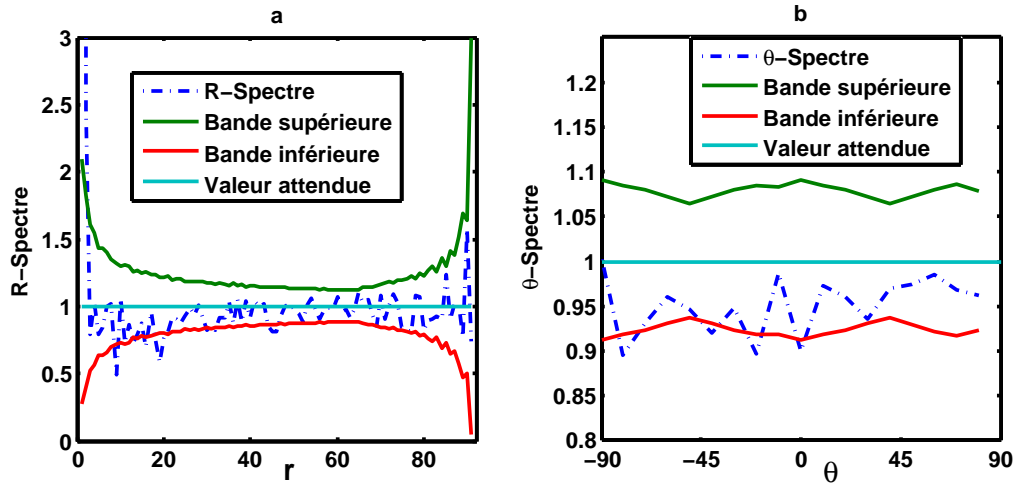 a
R-Spectre
3
2.5
2
1.5
1
0.5
0
R-Spectre
Bande supérieure
Bande inférieure
Valeur attendue
0
20
40
60
80
r
b
θ-Spectre
1.2
1.15
1.1
1.05
1
0.95
0.9
0.85
0.8
θ-Spectre
Bande supérieure
Bande inférieure
Valeur attendue
-90
-45
0
45
90
θ